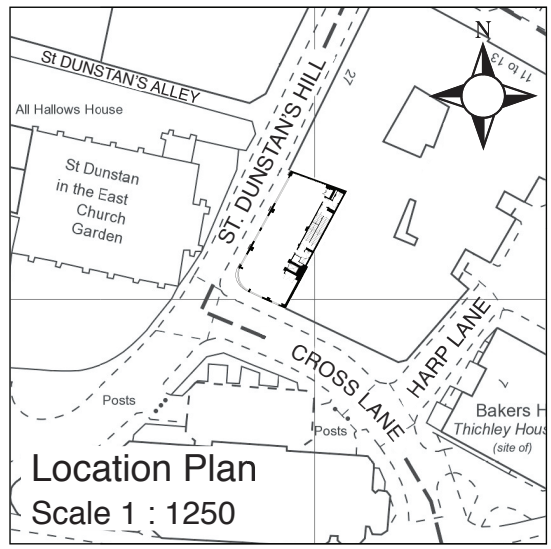 N
St DUNSTAN'S ALLEY
11 to 13
27
All Hallows House
ST. DUNSTAN'S HILL
St Dunstan
in the East
Church
Garden
CROSS LANE
HARP LANE
Posts
Posts
Bakers H
Thichley Hous
(site of)
Location Plan
Scale 1 : 1250